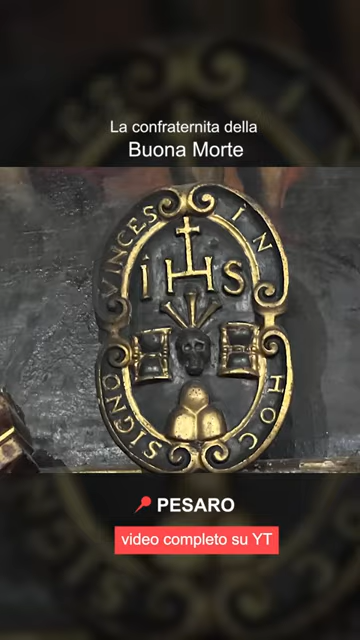 La confraternita della
Buona Morte
IN
HOC
SIGNO
VINCES
IHS
PESARO
video completo su YT